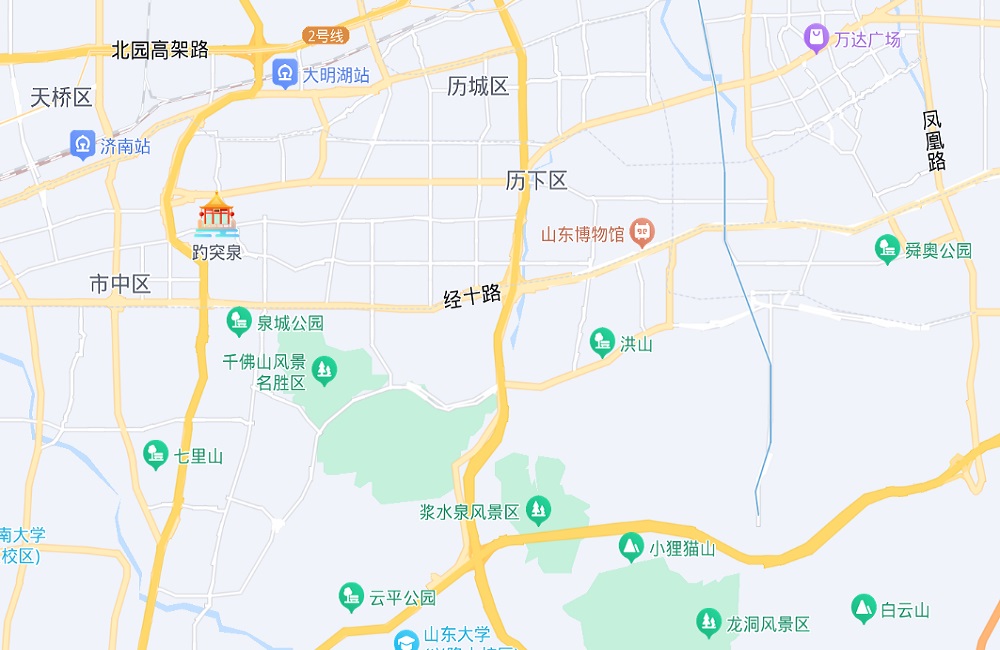 2号线
北园高架路
万达广场
大明湖站
历城区
天桥区
凤凰路
济南站
历下区
山东博物馆
趵突泉
舜奥公园
市中区
经十路
泉城公园
洪山
千佛山风景
名胜区
七里山
浆水泉风景区
南大学
校区)
小狸猫山
云平公园
白云山
龙洞风景区
山东大学